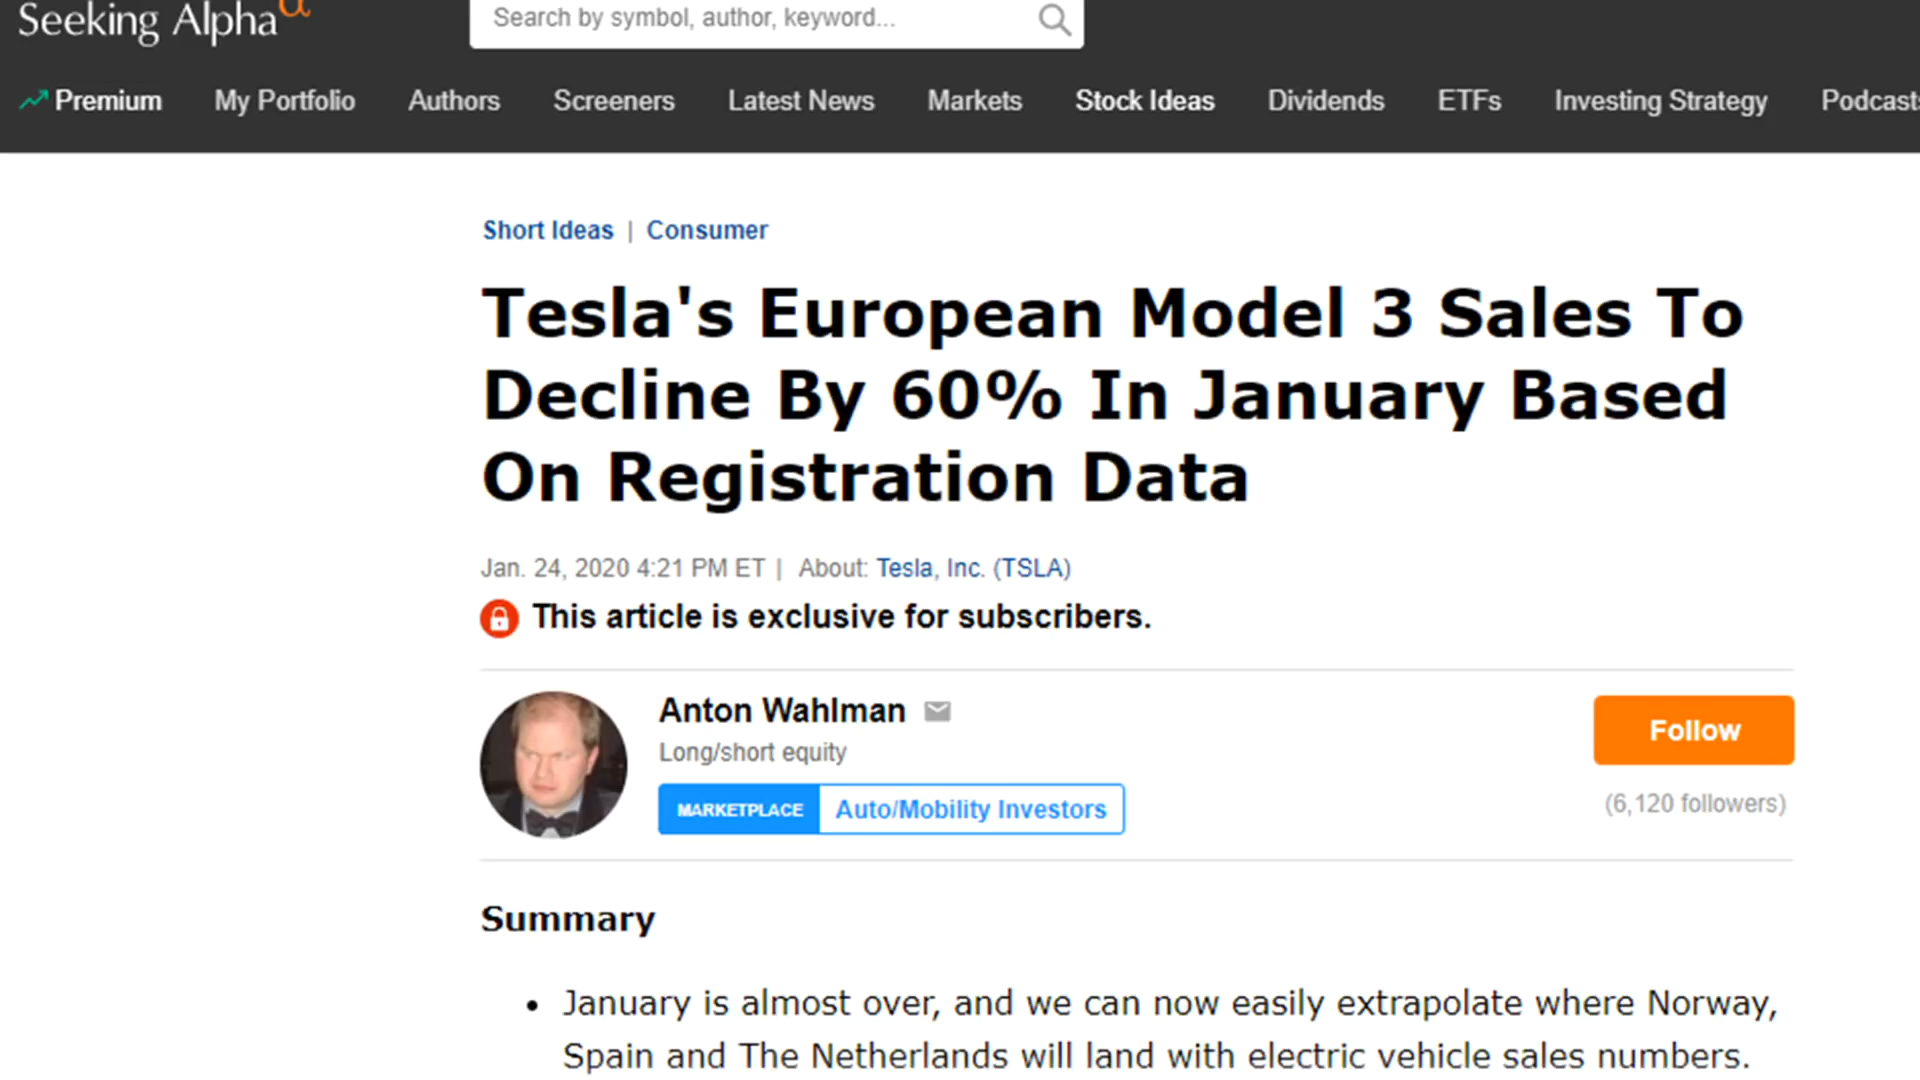 Seeking Alpha α
Search by symbol, author, keyword...
Premium My Portfolio Authors Screeners Latest News Markets Stock Ideas Dividends ETFs Investing Strategy Podcasts
Short Ideas | Consumer
Tesla's European Model 3 Sales To
Decline By 60% In January Based
On Registration Data
Jan. 24, 2020 4:21 PM ET | About: Tesla, Inc. (TSLA)
This article is exclusive for subscribers.
Anton Wahlman
Long/short equity
MARKETPLACE Auto/Mobility Investors
Follow
(6,120 followers)
Summary
• January is almost over, and we can now easily extrapolate where Norway,
Spain and The Netherlands will land with electric vehicle sales numbers.